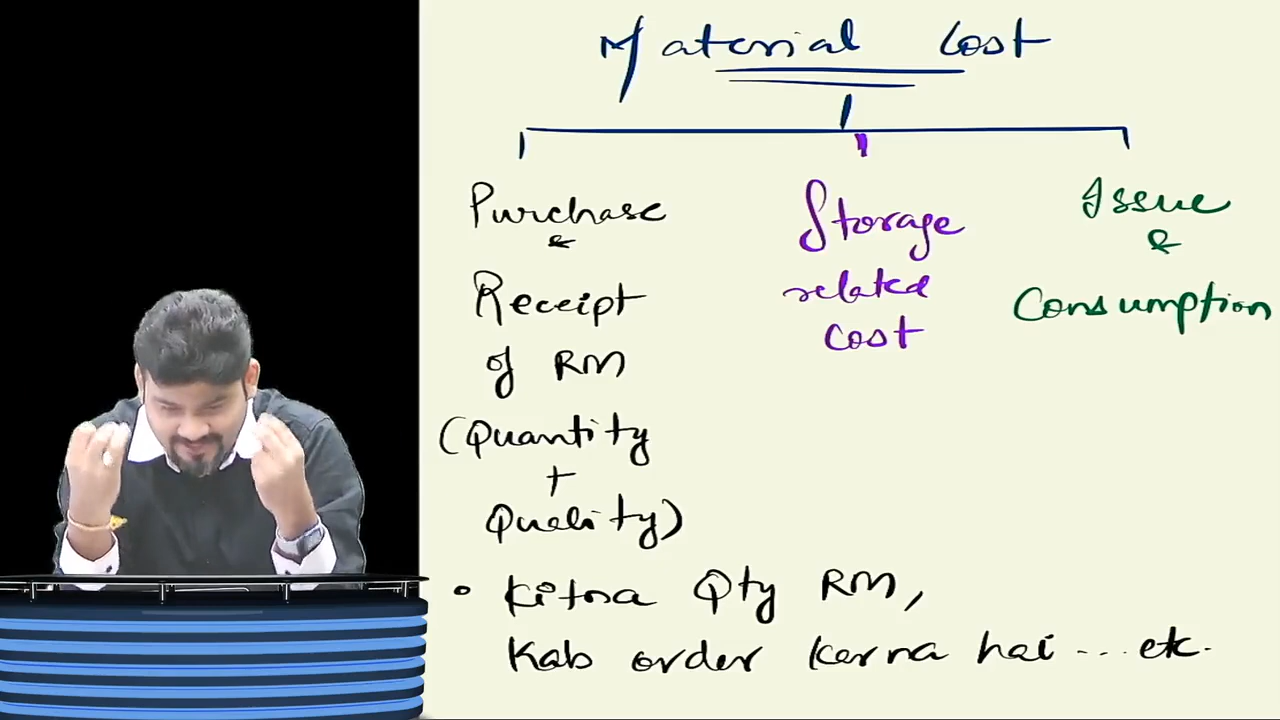 Material Cost
Purchase
&
Receipt
of RM
(Quantity
+
Quality)
Storage
related
cost
Issue
&
Consumption
• Kitna Qty RM,
Kab order karna hai ... etc.